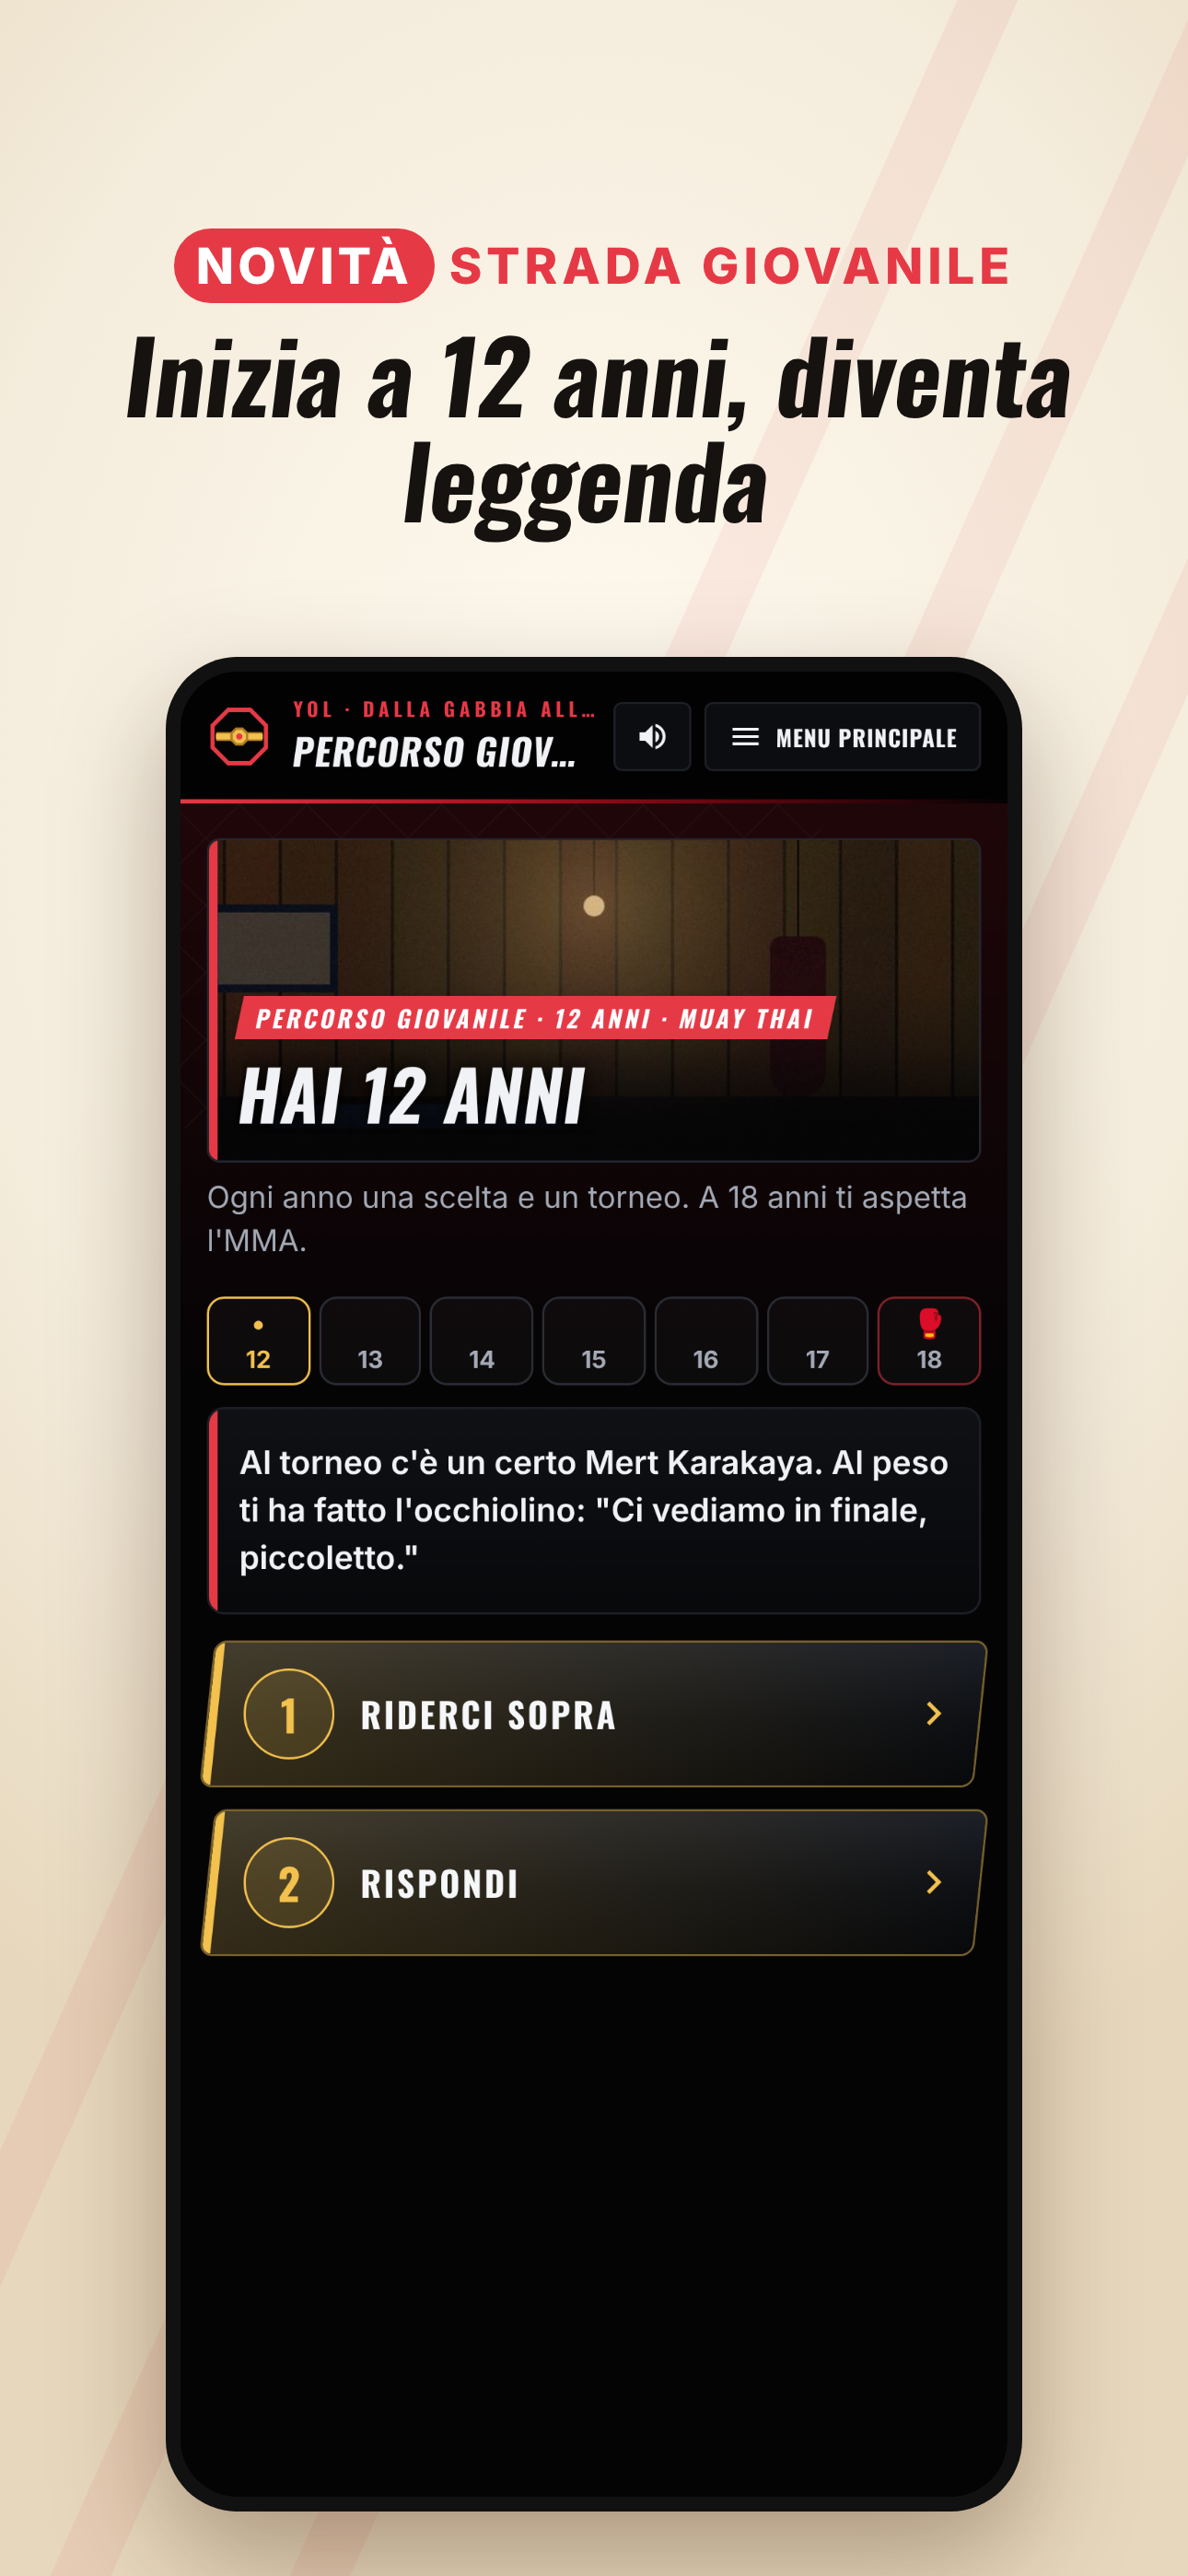 NOVITÀ STRADA GIOVANILE
Inizia a 12 anni, diventa
leggenda
YOL · DALLA GABBIA ALL…
PERCORSO GIOV…
MENU PRINCIPALE
PERCORSO GIOVANILE · 12 ANNI · MUAY THAI
HAI 12 ANNI
Ogni anno una scelta e un torneo. A 18 anni ti aspetta
l'MMA.
12 13 14 15 16 17 18
Al torneo c'è un certo Mert Karakaya. Al peso
ti ha fatto l'occhiolino: "Ci vediamo in finale,
piccoletto."
1 RIDERCI SOPRA
2 RISPONDI